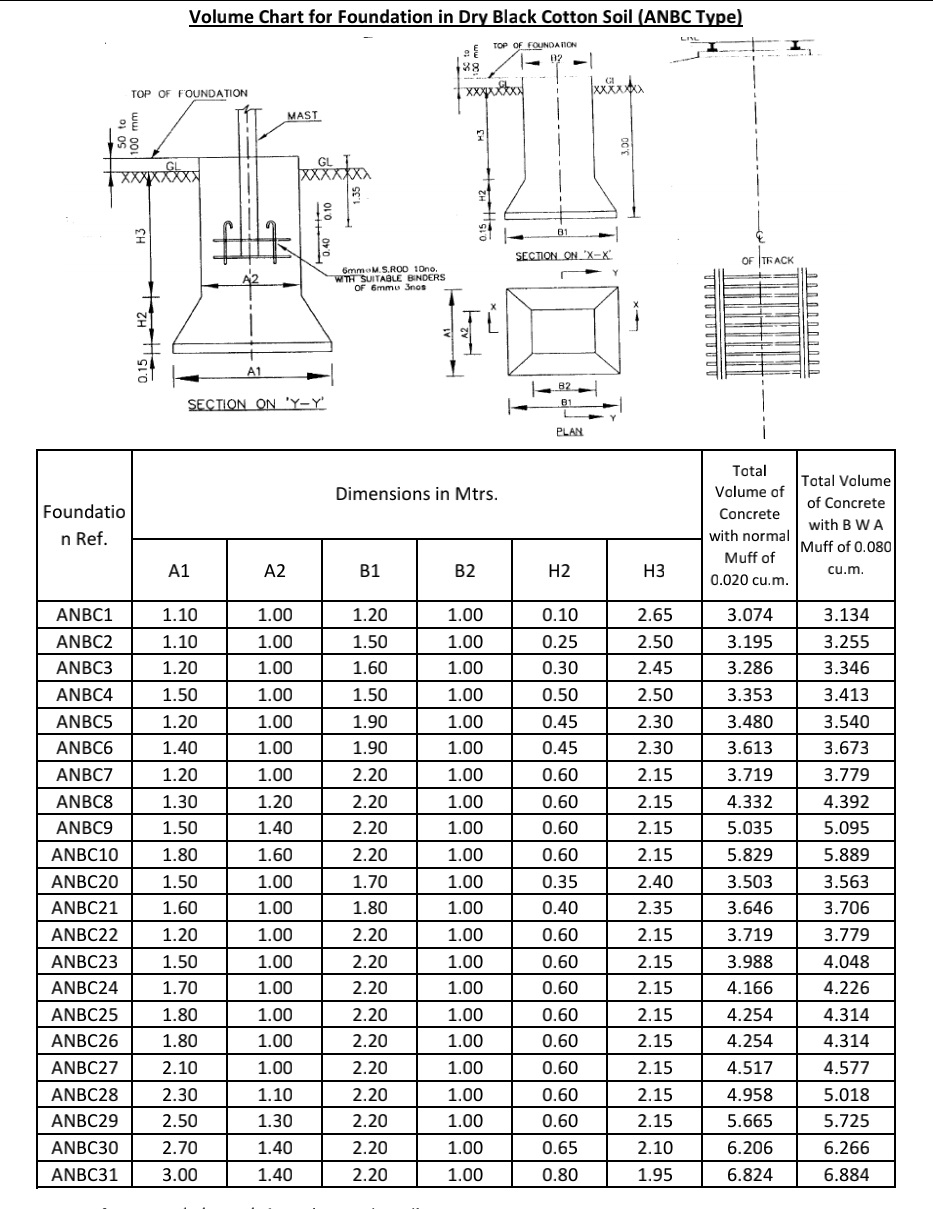 Volume Chart for Foundation in Dry Black Cotton Soil (ANBC Type)
TOP OF FOUNDATION
MAST
50 to
100 mm
GL
GL
1.35
0.10
0.40
H3
A2
6mmøM.S.ROD 10no.
WITH SUITABLE BINDERS
OF 6mmø 3nos
H2
0.15
A1
SECTION ON 'Y-Y'
TOP OF FOUNDATION
50 to
100 mm
B2
GL
GL
H3
3.00
H2
0.15
B1
SECTION ON 'X-X'
Y
X
X
A1
A2
B2
B1
Y
PLAN
℄
OF TRACK
Foundatio
n Ref.
Dimensions in Mtrs.
Total
Volume of
Concrete
with normal
Muff of
0.020 cu.m.
Total Volume
of Concrete
with B W A
Muff of 0.080
cu.m.
A1 A2 B1 B2 H2 H3
ANBC1 1.10 1.00 1.20 1.00 0.10 2.65 3.074 3.134
ANBC2 1.10 1.00 1.50 1.00 0.25 2.50 3.195 3.255
ANBC3 1.20 1.00 1.60 1.00 0.30 2.45 3.286 3.346
ANBC4 1.50 1.00 1.50 1.00 0.50 2.50 3.353 3.413
ANBC5 1.20 1.00 1.90 1.00 0.45 2.30 3.480 3.540
ANBC6 1.40 1.00 1.90 1.00 0.45 2.30 3.613 3.673
ANBC7 1.20 1.00 2.20 1.00 0.60 2.15 3.719 3.779
ANBC8 1.30 1.20 2.20 1.00 0.60 2.15 4.332 4.392
ANBC9 1.50 1.40 2.20 1.00 0.60 2.15 5.035 5.095
ANBC10 1.80 1.60 2.20 1.00 0.60 2.15 5.829 5.889
ANBC20 1.50 1.00 1.70 1.00 0.35 2.40 3.503 3.563
ANBC21 1.60 1.00 1.80 1.00 0.40 2.35 3.646 3.706
ANBC22 1.20 1.00 2.20 1.00 0.60 2.15 3.719 3.779
ANBC23 1.50 1.00 2.20 1.00 0.60 2.15 3.988 4.048
ANBC24 1.70 1.00 2.20 1.00 0.60 2.15 4.166 4.226
ANBC25 1.80 1.00 2.20 1.00 0.60 2.15 4.254 4.314
ANBC26 1.80 1.00 2.20 1.00 0.60 2.15 4.254 4.314
ANBC27 2.10 1.00 2.20 1.00 0.60 2.15 4.517 4.577
ANBC28 2.30 1.10 2.20 1.00 0.60 2.15 4.958 5.018
ANBC29 2.50 1.30 2.20 1.00 0.60 2.15 5.665 5.725
ANBC30 2.70 1.40 2.20 1.00 0.65 2.10 6.206 6.266
ANBC31 3.00 1.40 2.20 1.00 0.80 1.95 6.824 6.884